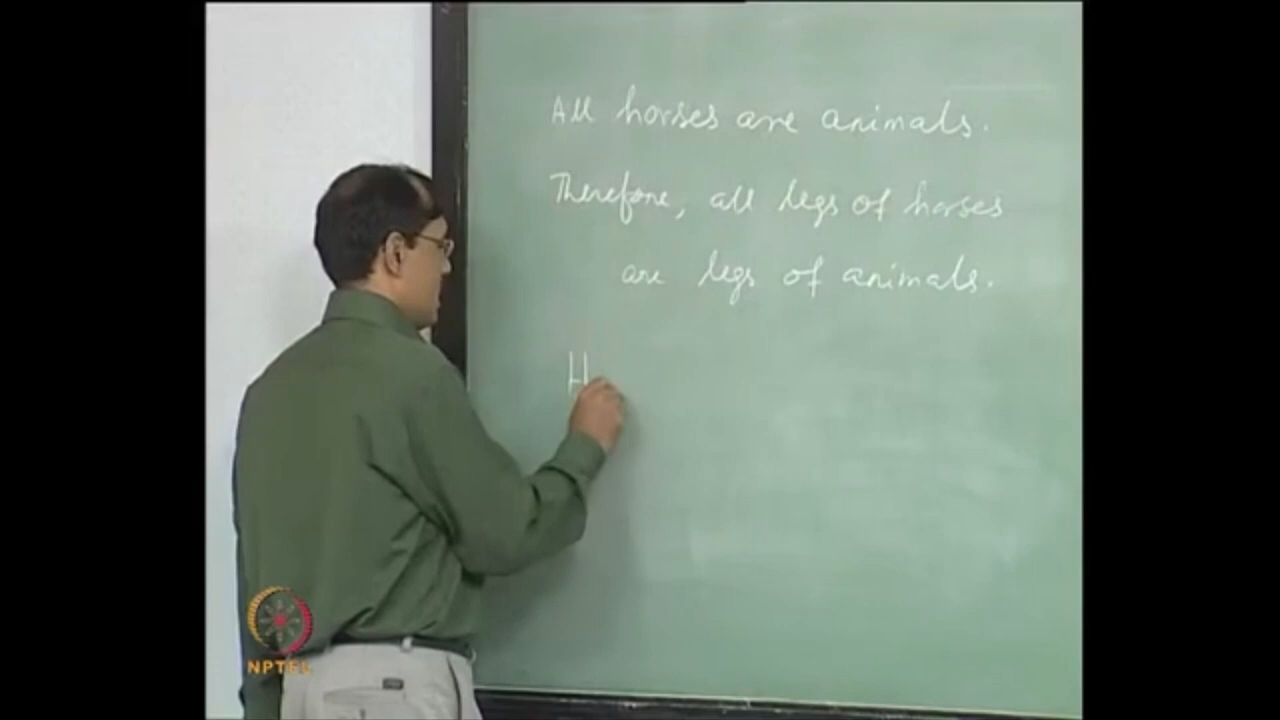 All horses are animals.
Therefore, all legs of horses
are legs of animals.
H
NPTEL